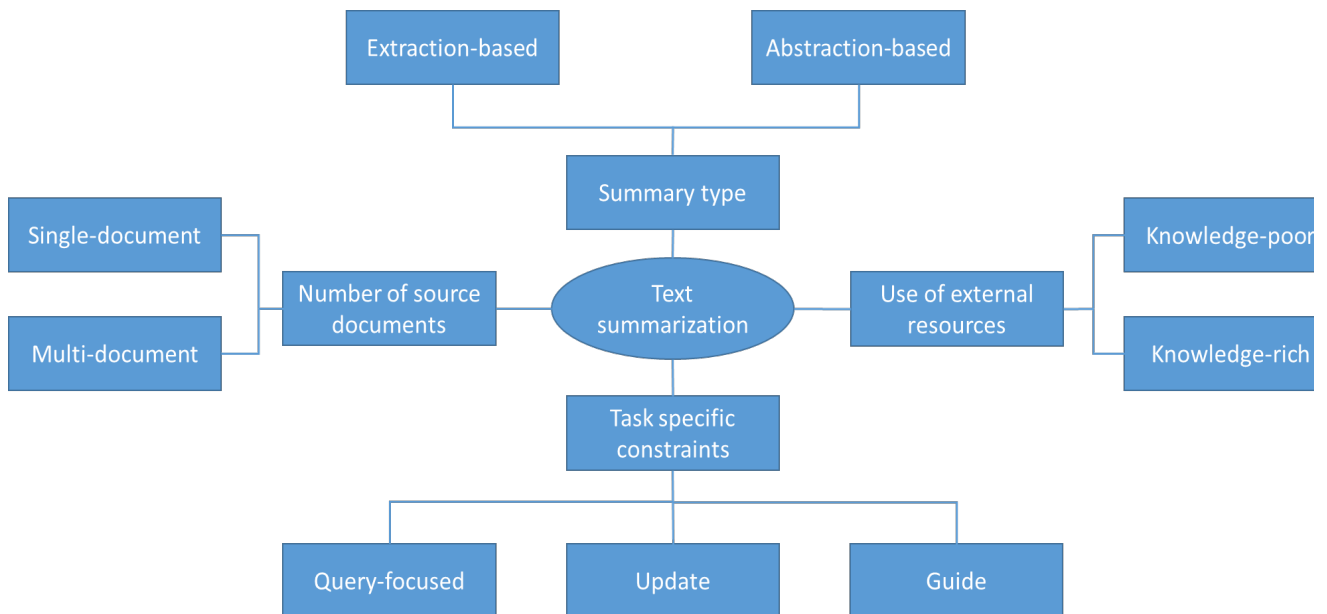 Extraction-based
Abstraction-based
Summary type
Single-document
Knowledge-poor
Number of source
documents
Text
summarization
Use of external
resources
Multi-document
Knowledge-rich
Task specific
constraints
Query-focused
Update
Guide